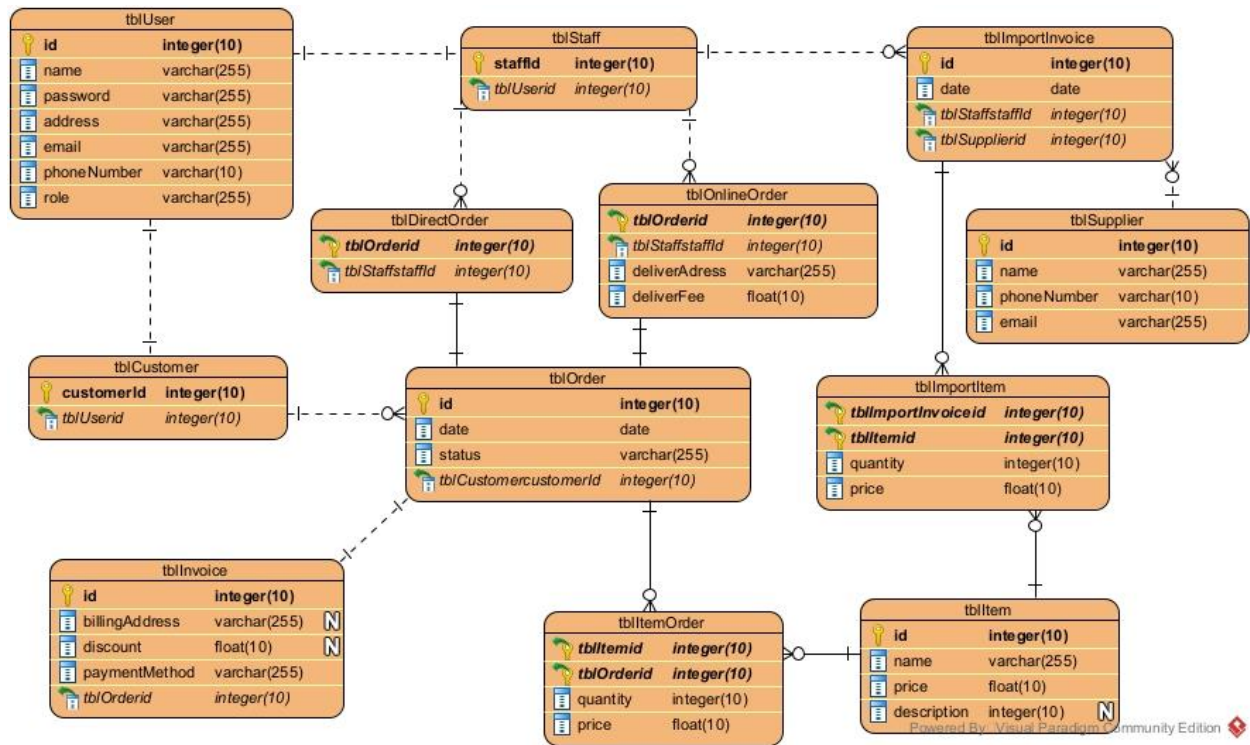 tblUser
id integer(10)
name varchar(255)
password varchar(255)
address varchar(255)
email varchar(255)
phoneNumber varchar(10)
role varchar(255)
tblStaff
staffId integer(10)
tblUserid integer(10)
tblImportInvoice
id integer(10)
date date
tblStaffstaffId integer(10)
tblSupplierid integer(10)
tblDirectOrder
tblOrderid integer(10)
tblStaffstaffId integer(10)
tblOnlineOrder
tblOrderid integer(10)
tblStaffstaffId integer(10)
deliverAdress varchar(255)
deliverFee float(10)
tblSupplier
id integer(10)
name varchar(255)
phoneNumber varchar(10)
email varchar(255)
tblCustomer
customerId integer(10)
tblUserid integer(10)
tblOrder
id integer(10)
date date
status varchar(255)
tblCustomercustomerId integer(10)
tblImportItem
tblImportInvoiceid integer(10)
tblItemid integer(10)
quantity integer(10)
price float(10)
tblInvoice
id integer(10)
billingAddress varchar(255) N
discount float(10) N
paymentMethod varchar(255)
tblOrderid integer(10)
tblItemOrder
tblItemid integer(10)
tblOrderid integer(10)
quantity integer(10)
price float(10)
tblItem
id integer(10)
name varchar(255)
price float(10)
description integer(10) N
Powered By Visual Paradigm Community Edition